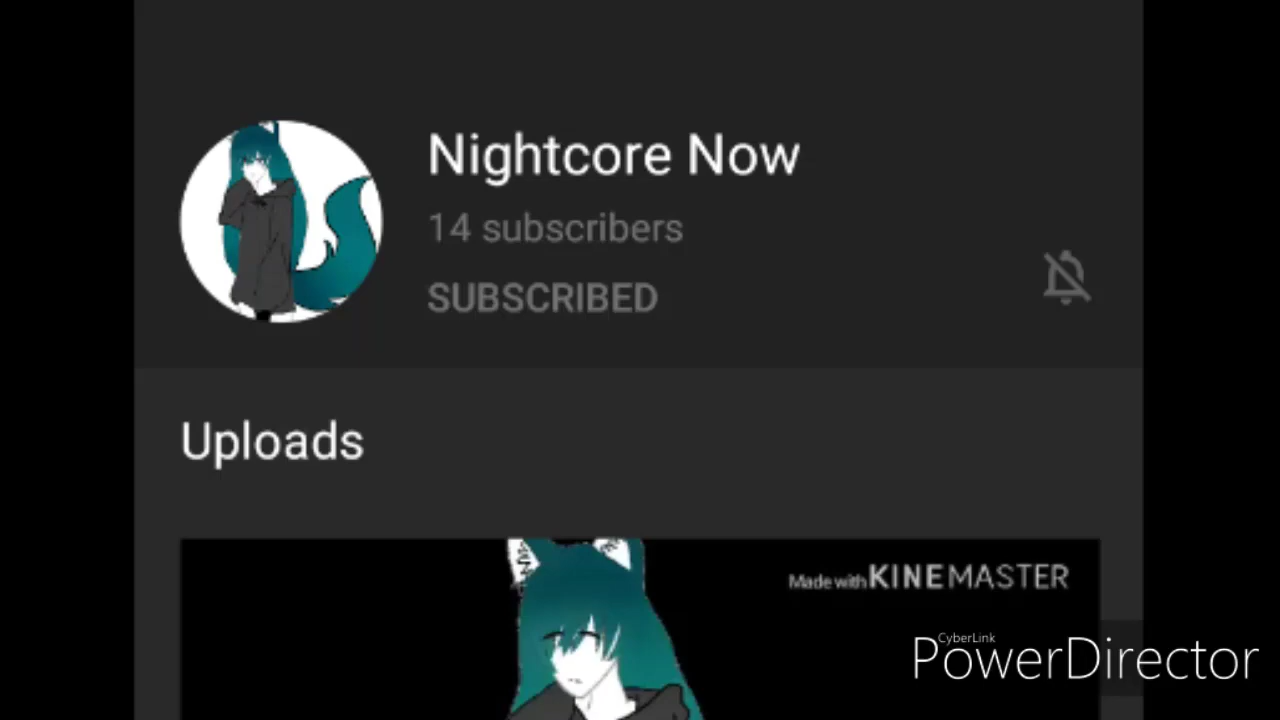 Nightcore Now
14 subscribers
SUBSCRIBED
Uploads
Made with KINEMASTER
CyberLink
PowerDirector